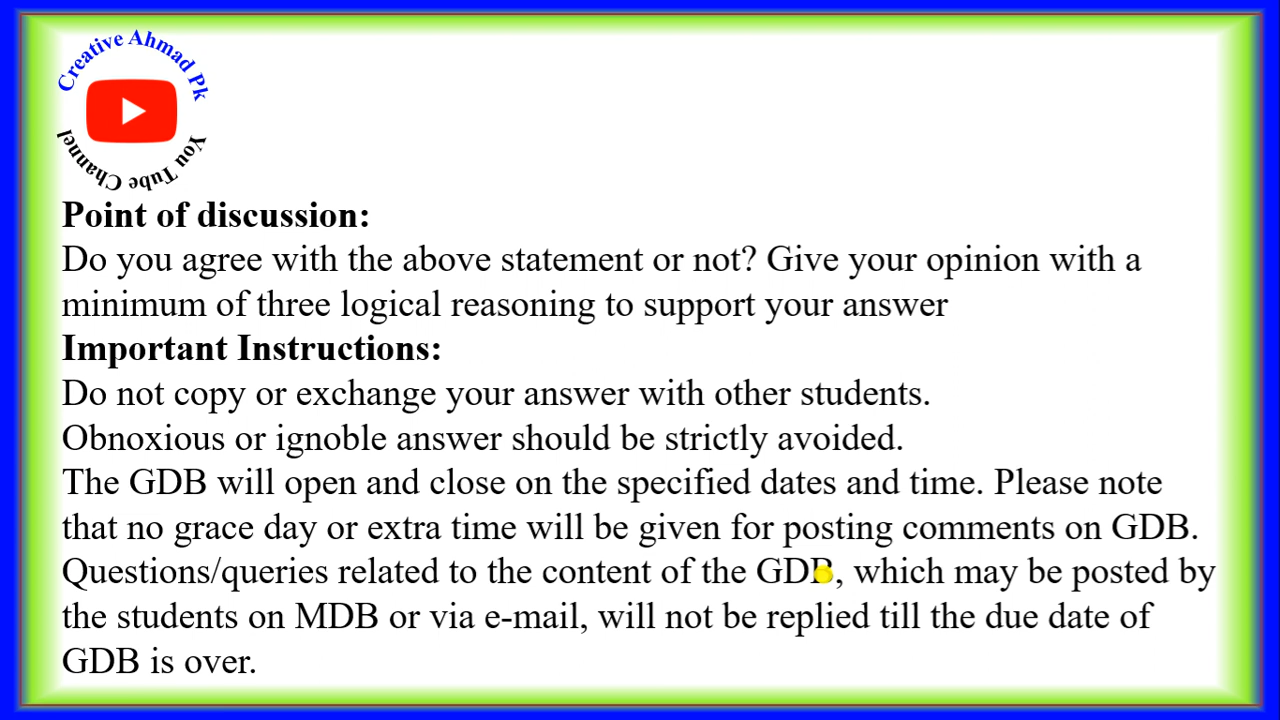 Creative Ahmad Pk
You Tube Channel
Point of discussion:
Do you agree with the above statement or not? Give your opinion with a
minimum of three logical reasoning to support your answer
Important Instructions:
Do not copy or exchange your answer with other students.
Obnoxious or ignoble answer should be strictly avoided.
The GDB will open and close on the specified dates and time. Please note
that no grace day or extra time will be given for posting comments on GDB.
Questions/queries related to the content of the GDB, which may be posted by
the students on MDB or via e-mail, will not be replied till the due date of
GDB is over.